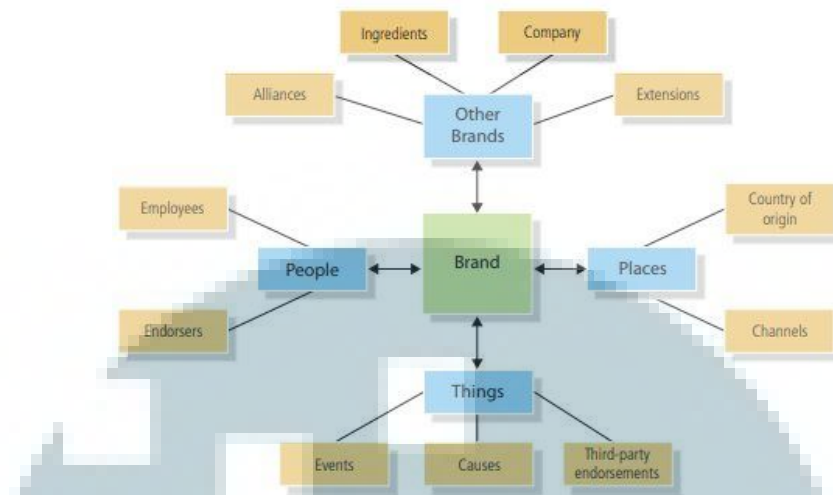 Ingredients
Company
Alliances
Other
Brands
Extensions
Employees
Country of
origin
People
Brand
Places
Endorsers
Channels
Things
Events
Causes
Third-party
endorsements